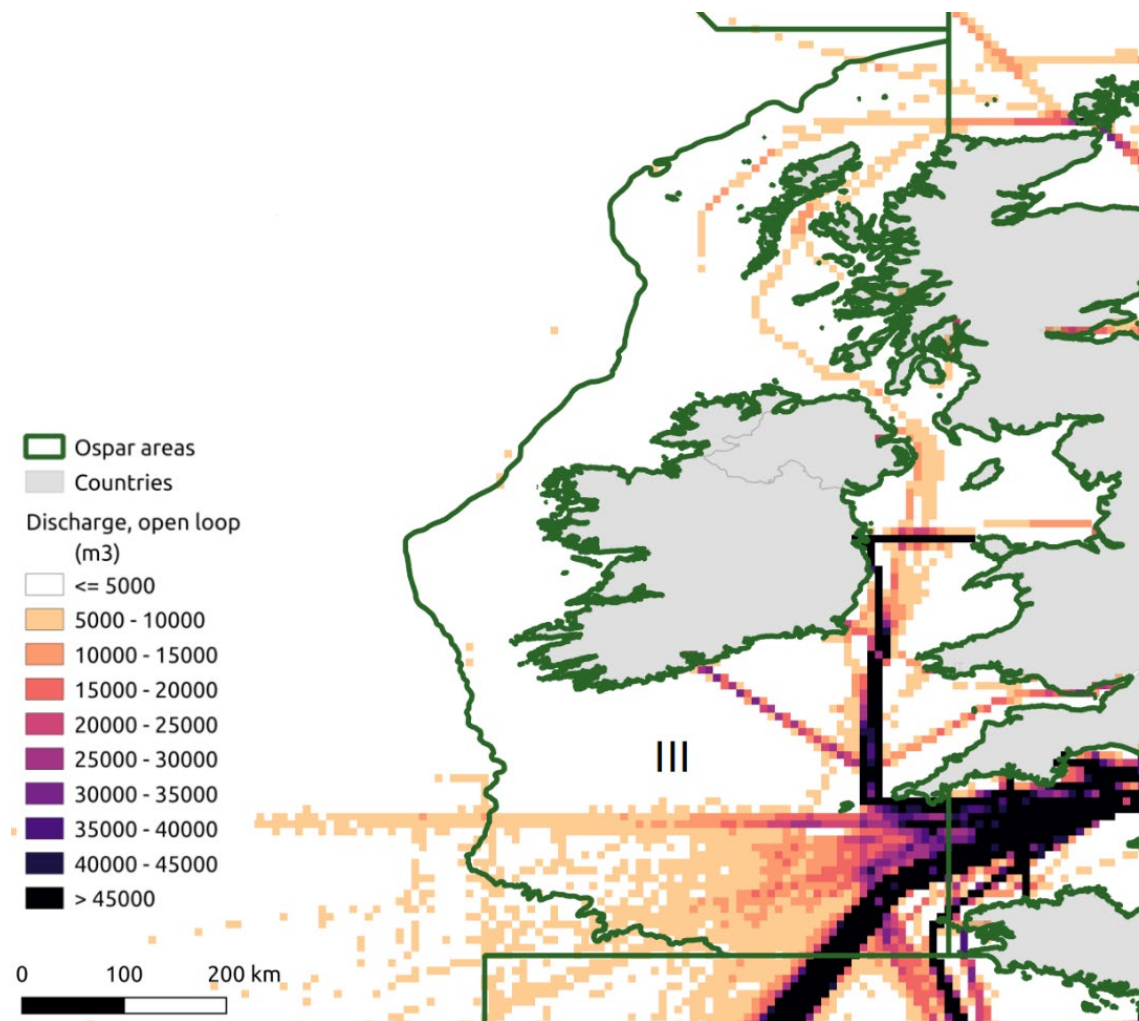 Ospar areas
Countries
Discharge, open loop
(m3)
<= 5000
5000 - 10000
10000 - 15000
15000 - 20000
20000 - 25000
25000 - 30000
30000 - 35000
35000 - 40000
40000 - 45000
> 45000
III
0 100 200 km